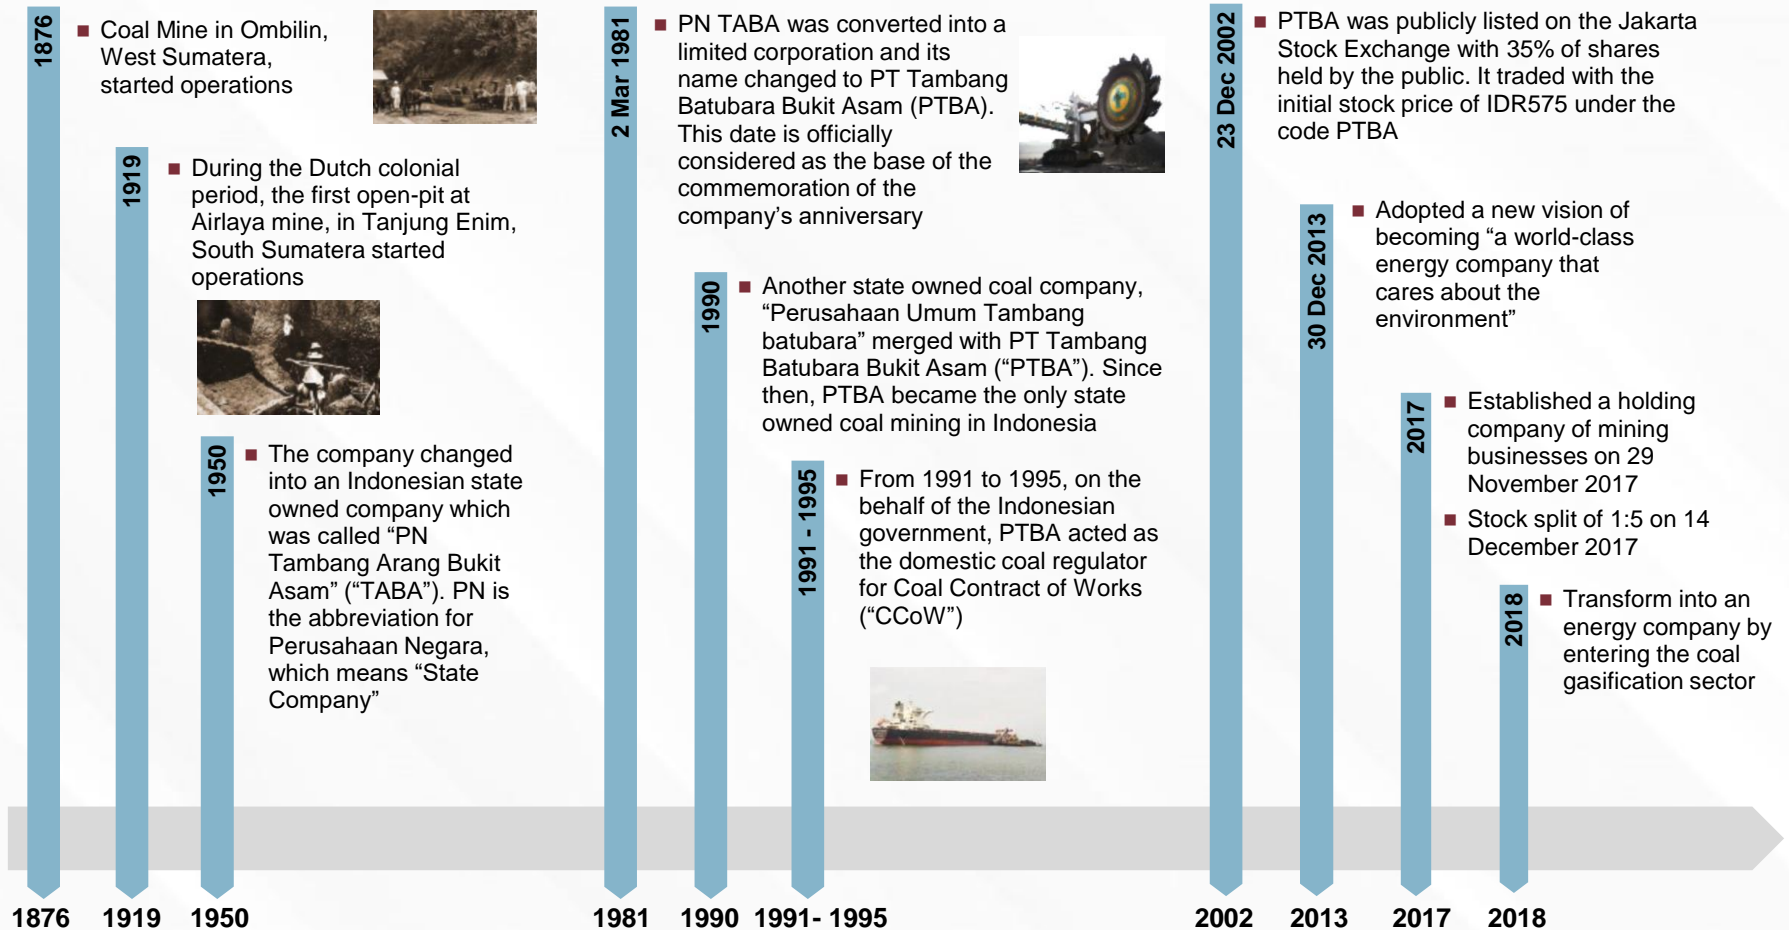 1876
Coal Mine in Ombilin,
West Sumatera,
started operations
1919
During the Dutch colonial
period, the first open-pit at
Airlaya mine, in Tanjung Enim,
South Sumatera started
operations
1950
The company changed
into an Indonesian state
owned company which
was called “PN
Tambang Arang Bukit
Asam” (“TABA”). PN is
the abbreviation for
Perusahaan Negara,
which means “State
Company”
2 Mar 1981
PN TABA was converted into a
limited corporation and its
name changed to PT Tambang
Batubara Bukit Asam (PTBA).
This date is officially
considered as the base of the
commemoration of the
company’s anniversary
1990
Another state owned coal company,
“Perusahaan Umum Tambang
batubara” merged with PT Tambang
Batubara Bukit Asam (“PTBA”). Since
then, PTBA became the only state
owned coal mining in Indonesia
1991 - 1995
From 1991 to 1995, on the
behalf of the Indonesian
government, PTBA acted as
the domestic coal regulator
for Coal Contract of Works
(“CCoW”)
23 Dec 2002
PTBA was publicly listed on the Jakarta
Stock Exchange with 35% of shares
held by the public. It traded with the
initial stock price of IDR575 under the
code PTBA
30 Dec 2013
Adopted a new vision of
becoming “a world-class
energy company that
cares about the
environment”
2017
Established a holding
company of mining
businesses on 29
November 2017
Stock split of 1:5 on 14
December 2017
2018
Transform into an
energy company by
entering the coal
gasification sector
1876 1919 1950 1981 1990 1991- 1995 2002 2013 2017 2018